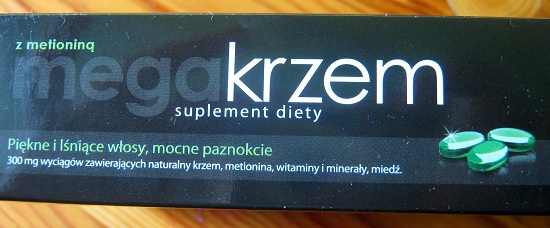 z metioniną
megakrzem
suplement diety
Piękne i lśniące włosy, mocne paznokcie
300 mg wyciągów zawierających naturalny krzem, metionina, witaminy i minerały, miedź.